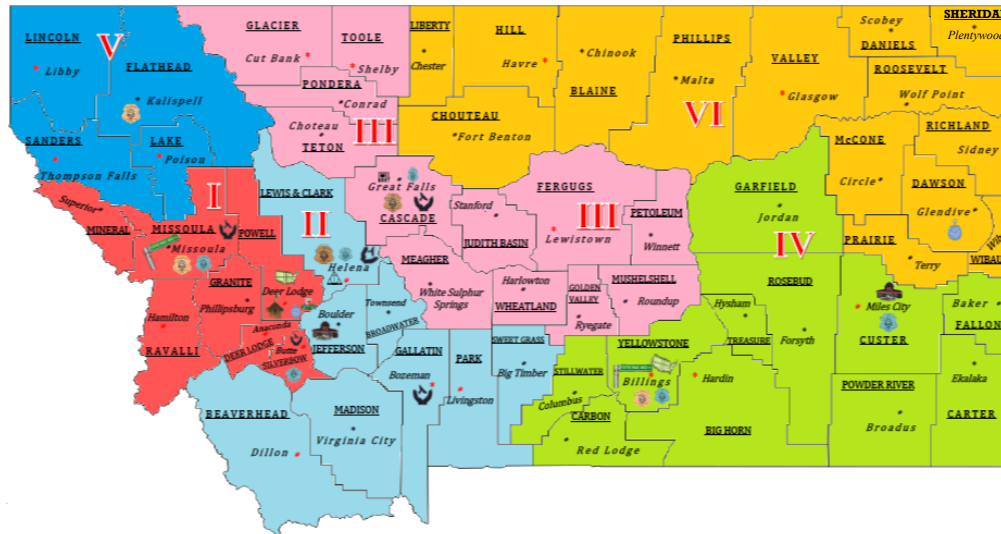 LINCOLN
Libby
V
FLATHEAD
Kalispell
SANDERS
Thompson Falls
LAKE
Polson
GLACIER
Cut Bank
TOOLE
Shelby
PONDERA
Conrad
Choteau
TETON
III
LIBERTY
Chester
HILL
Havre
CHOUTEAU
Fort Benton
Chinook
BLAINE
PHILLIPS
Malta
VI
VALLEY
Glasgow
Scobey
DANIELS
SHERIDAN
Plentywood
ROOSEVELT
Wolf Point
RICHLAND
Sidney
McCONE
Circle
DAWSON
Glendive
PRAIRIE
Terry
WIBAU
Superior
MINERAL
I
MISSOULA
Missoula
POWELL
Deer Lodge
GRANITE
Phillipsburg
Hamilton
RAVALLI
Anaconda
DEER LODGE
Butte
SILVERBOW
LEWIS & CLARK
II
Helena
Boulder
JEFFERSON
Townsend
BROADWATER
GALLATIN
Bozeman
PARK
Livingston
SWEET GRASS
Big Timber
BEAVERHEAD
Dillon
MADISON
Virginia City
Great Falls
CASCADE
Stanford
JUDITH BASIN
FERGUGS
III
Lewistown
PETOLEUM
Winnett
MEAGHER
White Sulphur
Springs
Harlowton
WHEATLAND
GOLDEN
VALLEY
Ryegate
MUSHELSHELL
Roundup
GARFIELD
Jordan
IV
ROSEBUD
Forsyth
Hysham
TREASURE
YELLOWSTONE
Billings
STILLWATER
Columbus
CARBON
Red Lodge
Hardin
BIG HORN
Miles City
CUSTER
POWDER RIVER
Broadus
Baker
FALLON
Ekalaka
CARTER